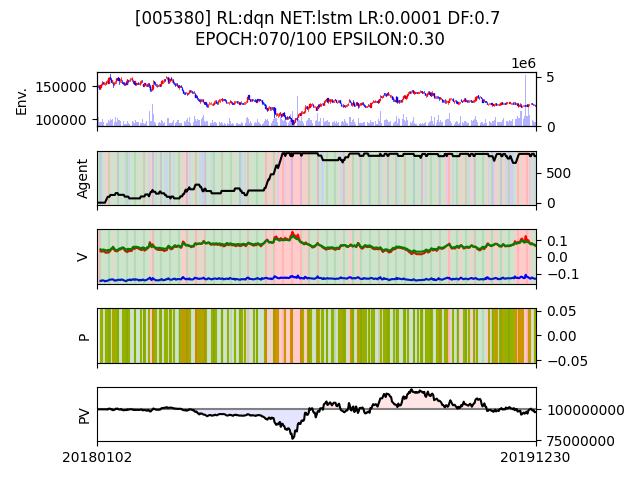 [005380] RL:dqn NET:lstm LR:0.0001 DF:0.7
EPOCH:070/100 EPSILON:0.30
1e6
Env.
150000
100000
5
0
Agent
500
0
V
0.1
0.0
−0.1
P
0.05
0.00
−0.05
PV
100000000
75000000
20180102
20191230